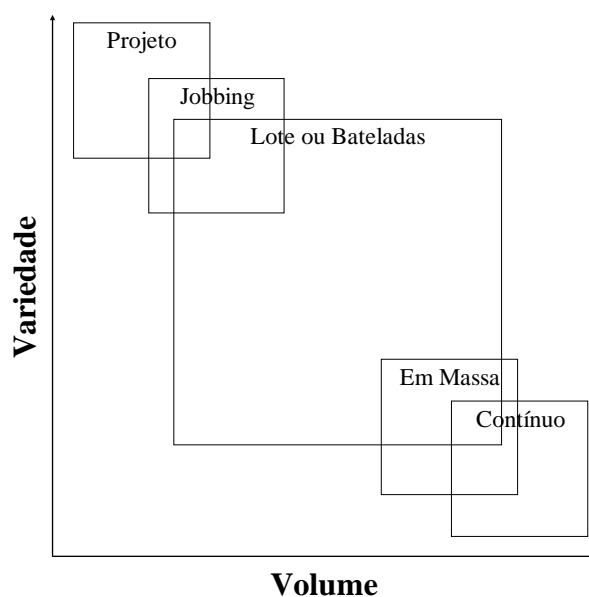 Projeto
Jobbing
Lote ou Bateladas
Variedade
Em Massa
Contínuo
Volume